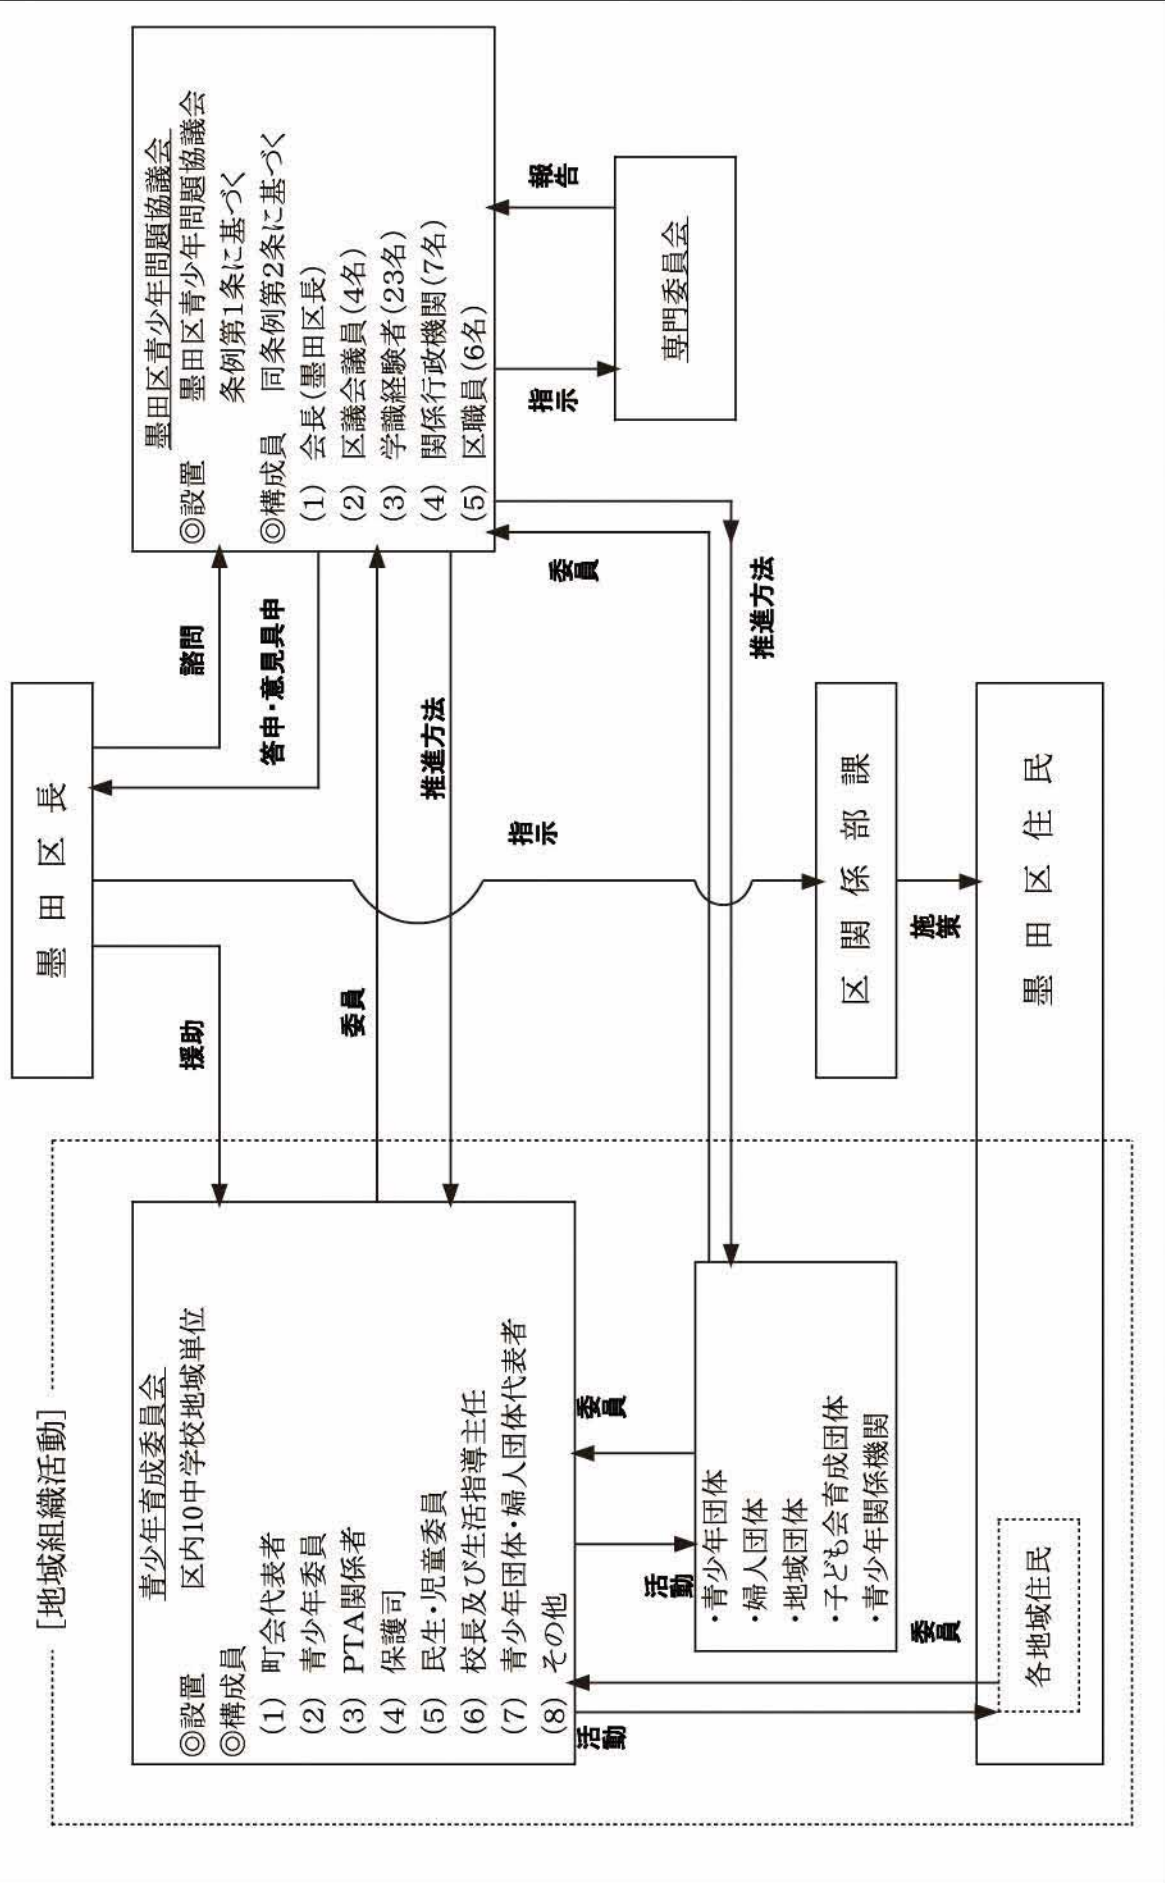 墨田区長
援助
諮問
答申・意見具申
指示
委員
推進方法
[地域組織活動]
青少年育成委員会
◎設置　区内10中学校地域単位
◎構成員
(1) 町会代表者
(2) 青少年委員
(3) PTA関係者
(4) 保護司
(5) 民生・児童委員
(6) 校長及び生活指導主任
(7) 青少年団体・婦人団体代表者
(8) その他
墨田区青少年問題協議会
◎設置　墨田区青少年問題協議会
条例第1条に基づく
◎構成員　同条例第2条に基づく
(1) 会長(墨田区長)
(2) 区議会議員(4名)
(3) 学識経験者(23名)
(4) 関係行政機関(7名)
(5) 区職員(6名)
指示
報告
専門委員会
委員
推進方法
活動
委員
・青少年団体
・婦人団体
・地域団体
・子ども会育成団体
・青少年関係機関
活動
委員
区関係部課
施策
各地域住民
墨田区住民